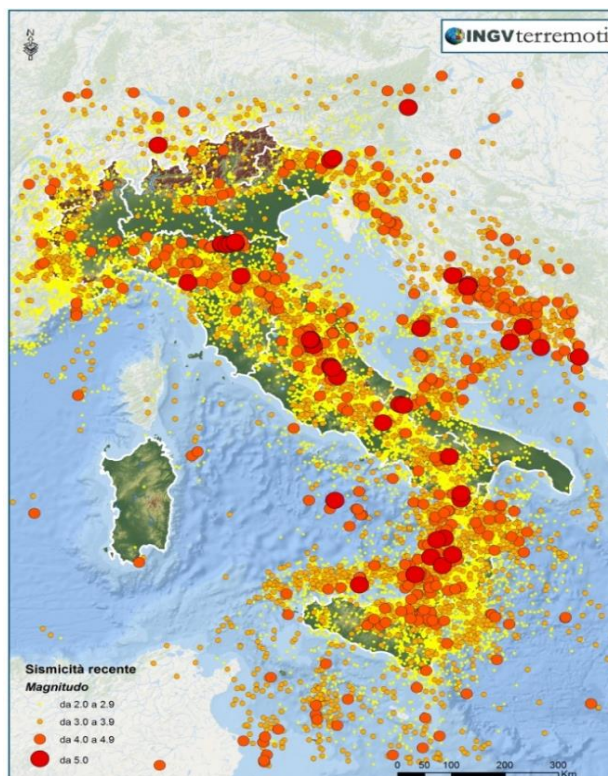 INGVterremoti
Sismicità recente
Magnitudo
da 2.0 a 2.9
da 3.0 a 3.9
da 4.0 a 4.9
da 5.0
0 50 100 200 300
Km